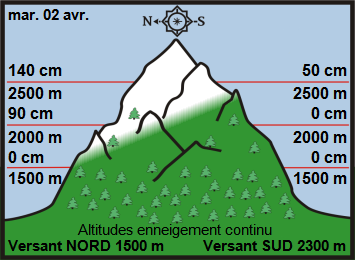 mar. 02 avr.
N S
140 cm 50 cm
2500 m 2500 m
90 cm 0 cm
2000 m 2000 m
0 cm 0 cm
1500 m 1500 m
Altitudes enneigement continu
Versant NORD 1500 m Versant SUD 2300 m